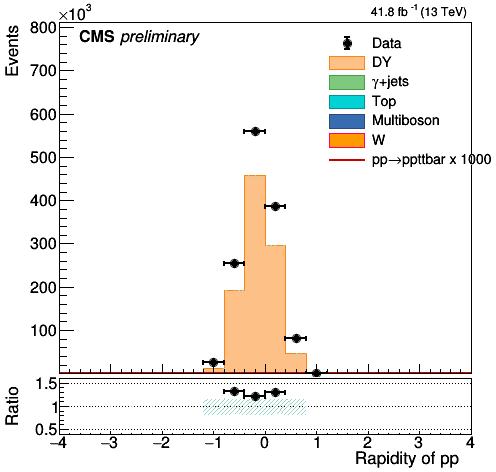 ×10³
41.8 fb⁻¹ (13 TeV)
CMS preliminary
Events
800
700
600
500
400
300
200
100
Data
DY
γ+jets
Top
Multiboson
W
pp→ppttbar x 1000
Ratio
1.5
1
0.5
−4 −3 −2 −1 0 1 2 3 4
Rapidity of pp